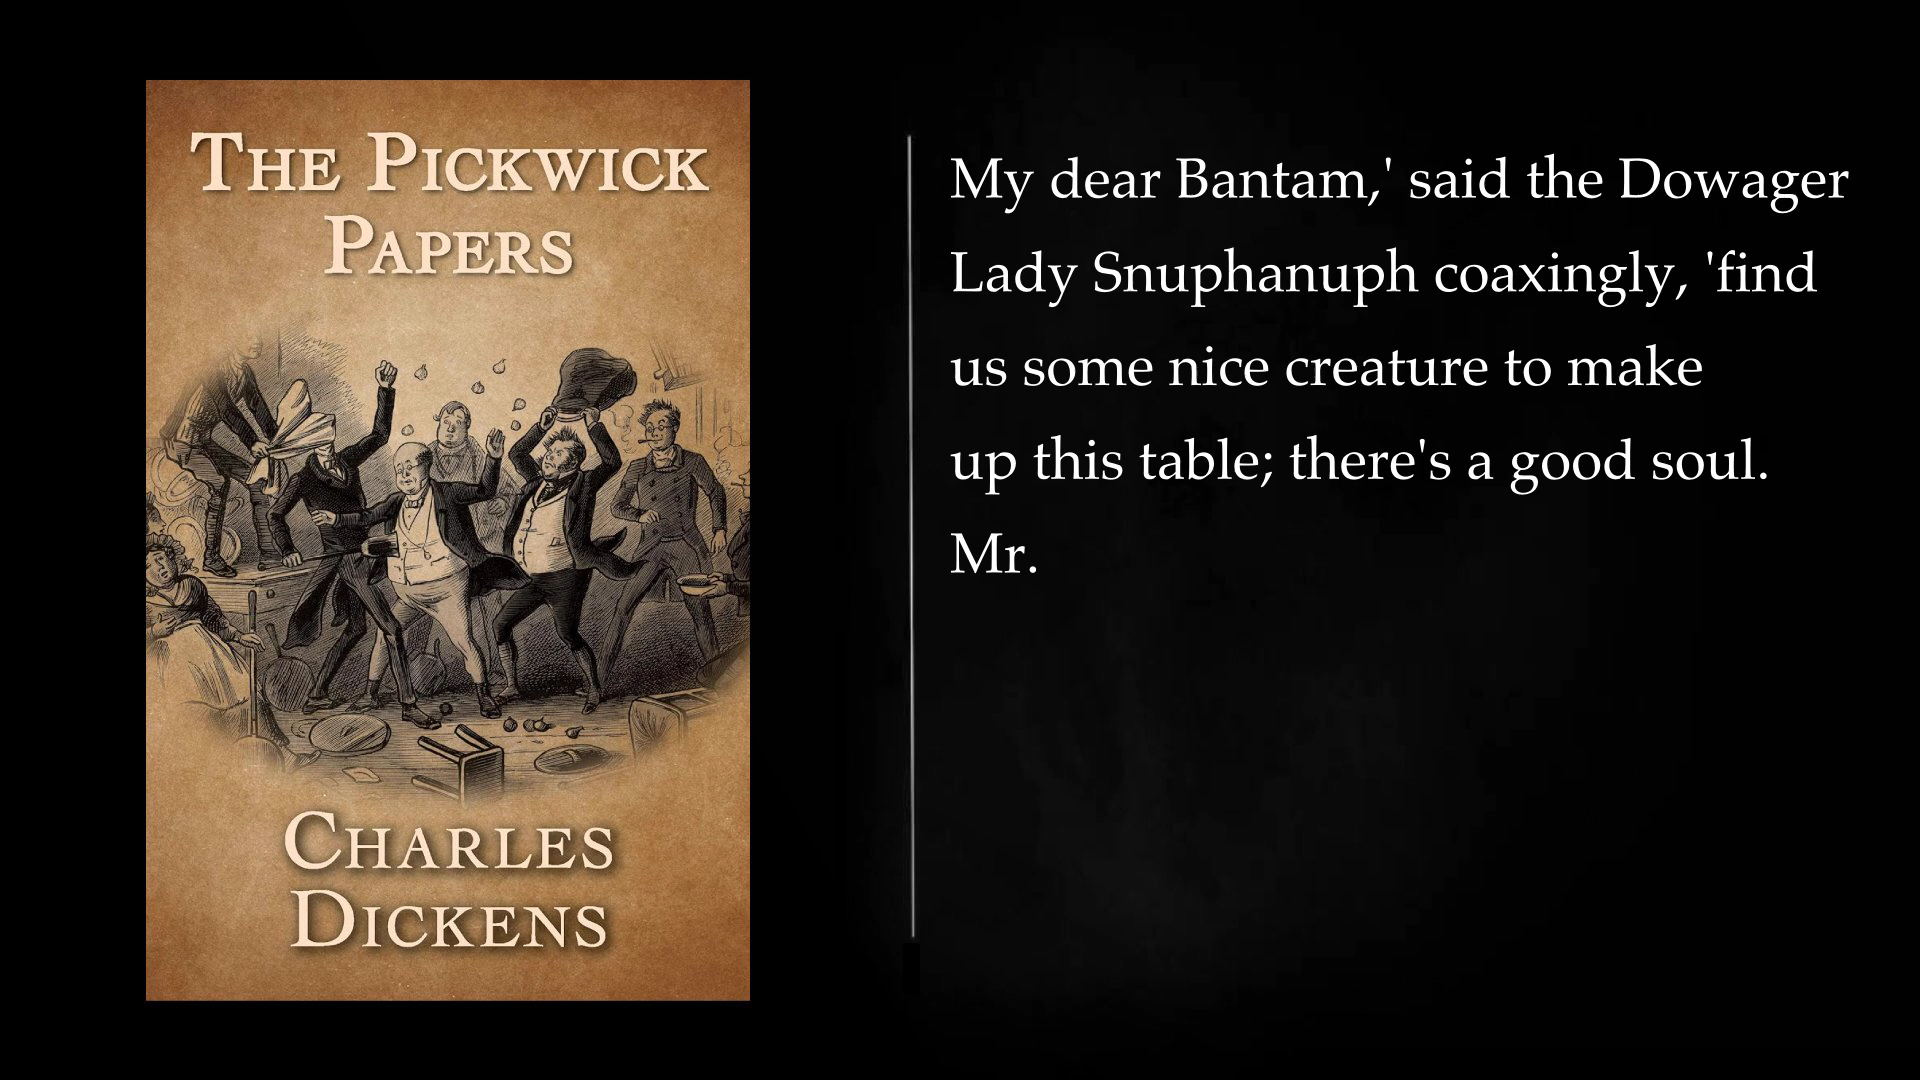 The Pickwick
Papers
Charles
Dickens
My dear Bantam,' said the Dowager
Lady Snuphanuph coaxingly, 'find
us some nice creature to make
up this table; there's a good soul.
Mr.